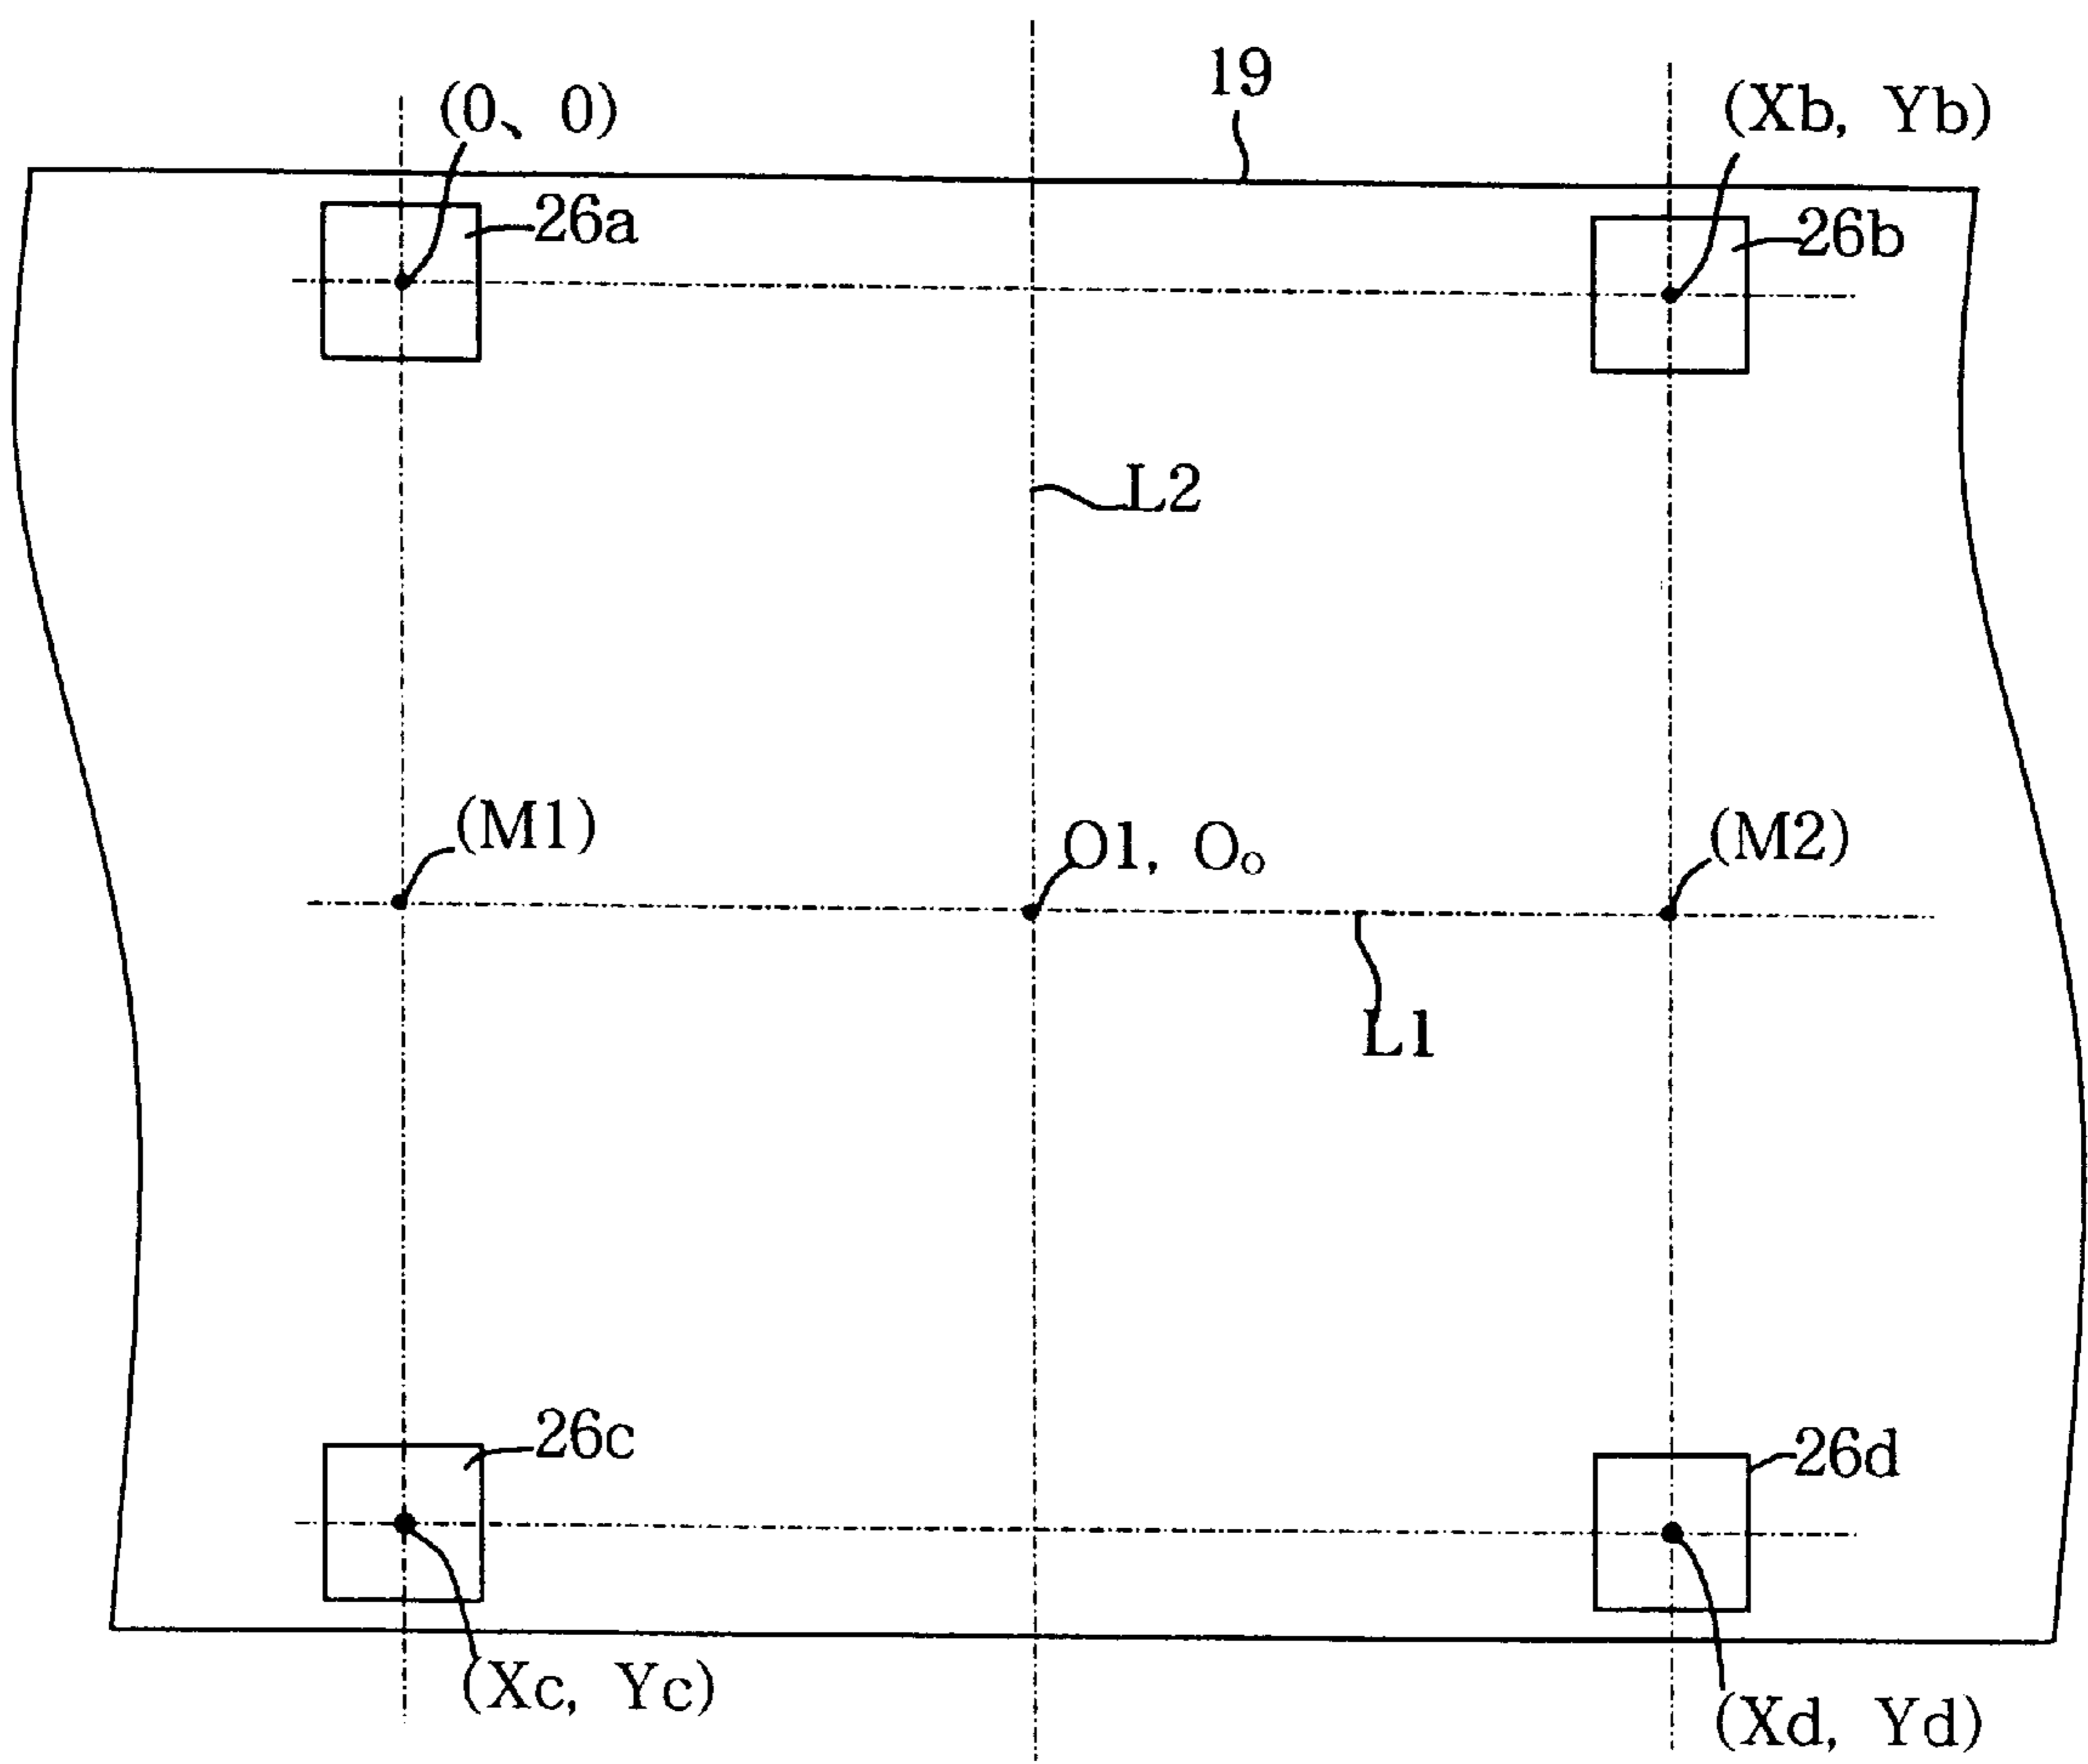 19
(0、0)
(Xb, Yb)
26a
26b
L2
(M1)
O1, Oₒ
(M2)
L1
26c
26d
(Xc, Yc)
(Xd, Yd)